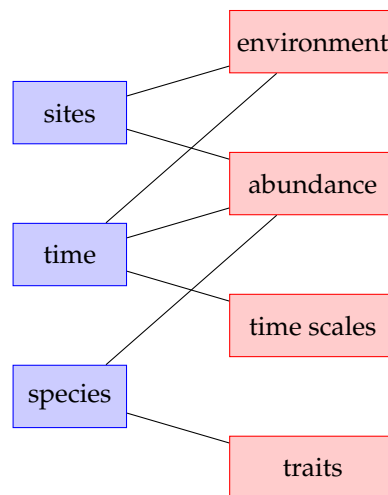 environment
sites
abundance
time
time scales
species
traits